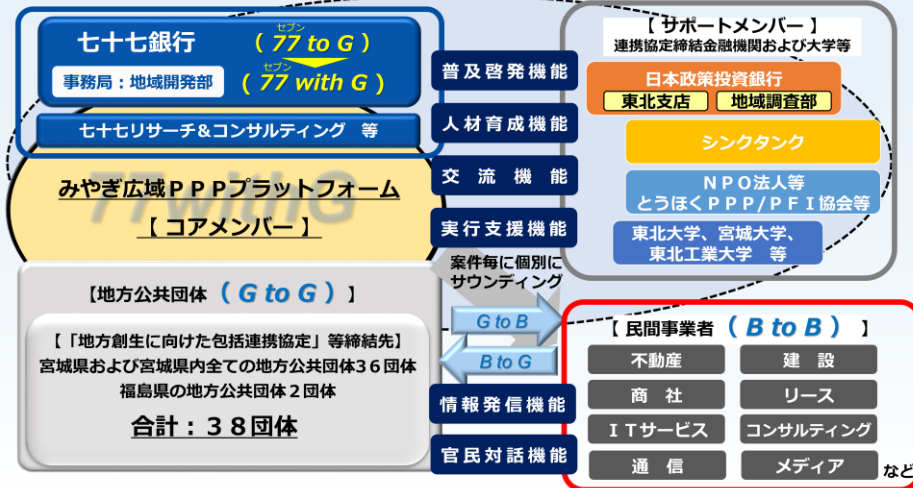 七十七銀行
セブン
( 77 to G )
事務局:地域開発部
セブン
( 77 with G )
七十七リサーチ&コンサルティング 等
みやぎ広域PPPプラットフォーム
【コアメンバー】
77withG
普及啓発機能
人材育成機能
交流機能
実行支援機能
【 サポートメンバー 】
連携協定締結金融機関および大学等
日本政策投資銀行
東北支店
地域調査部
シンクタンク
NPO法人等
とうほくPPP/PFI協会等
東北大学、宮城大学、
東北工業大学 等
案件毎に個別に
サウンディング
G to B
B to G
情報発信機能
官民対話機能
【地方公共団体 ( G to G ) 】
【「地方創生に向けた包括連携協定」等締結先】
宮城県および宮城県内全ての地方公共団体36団体
福島県の地方公共団体2団体
合計:38団体
【 民間事業者 ( B to B ) 】
不動産
建 設
商 社
リース
ITサービス
コンサルティング
通 信
メディア
など